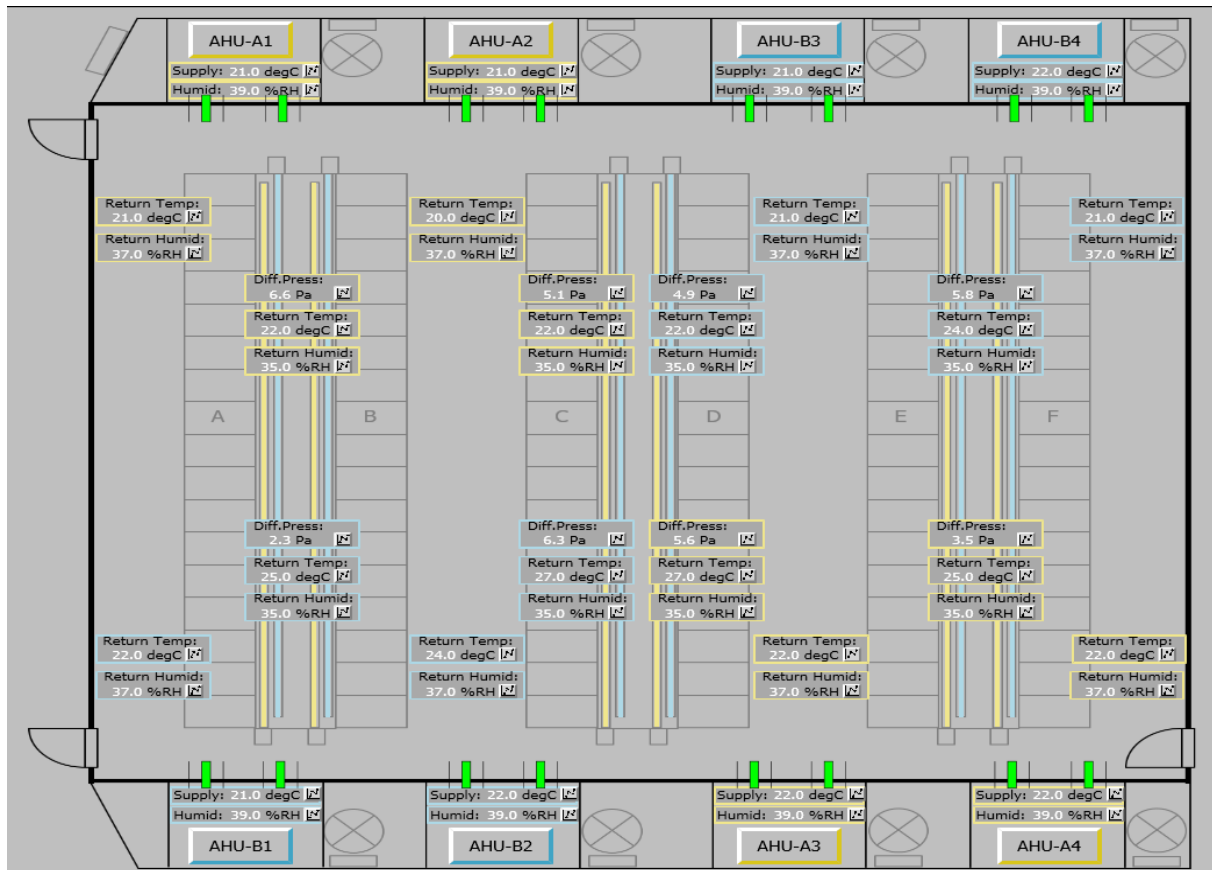 AHU-A1
AHU-A2
AHU-B3
AHU-B4
Supply: 21.0 degC
Supply: 21.0 degC
Supply: 21.0 degC
Supply: 22.0 degC
Humid: 39.0 %RH
Humid: 39.0 %RH
Humid: 39.0 %RH
Humid: 39.0 %RH
Return Temp:
21.0 degC
Return Temp:
20.0 degC
Return Temp:
21.0 degC
Return Temp:
21.0 degC
Return Humid:
37.0 %RH
Return Humid:
37.0 %RH
Return Humid:
37.0 %RH
Return Humid:
37.0 %RH
Diff.Press:
6.6 Pa
Diff.Press:
5.1 Pa
Diff.Press:
4.9 Pa
Diff.Press:
5.8 Pa
Return Temp:
22.0 degC
Return Temp:
22.0 degC
Return Temp:
22.0 degC
Return Temp:
24.0 degC
Return Humid:
35.0 %RH
Return Humid:
35.0 %RH
Return Humid:
35.0 %RH
Return Humid:
35.0 %RH
A
B
C
D
E
F
Diff.Press:
2.3 Pa
Diff.Press:
6.3 Pa
Diff.Press:
5.6 Pa
Diff.Press:
3.5 Pa
Return Temp:
25.0 degC
Return Temp:
27.0 degC
Return Temp:
27.0 degC
Return Temp:
25.0 degC
Return Humid:
35.0 %RH
Return Humid:
35.0 %RH
Return Humid:
35.0 %RH
Return Humid:
35.0 %RH
Return Temp:
22.0 degC
Return Temp:
24.0 degC
Return Temp:
22.0 degC
Return Temp:
22.0 degC
Return Humid:
37.0 %RH
Return Humid:
37.0 %RH
Return Humid:
37.0 %RH
Return Humid:
37.0 %RH
Supply: 21.0 degC
Supply: 22.0 degC
Supply: 22.0 degC
Supply: 22.0 degC
Humid: 39.0 %RH
Humid: 39.0 %RH
Humid: 39.0 %RH
Humid: 39.0 %RH
AHU-B1
AHU-B2
AHU-A3
AHU-A4